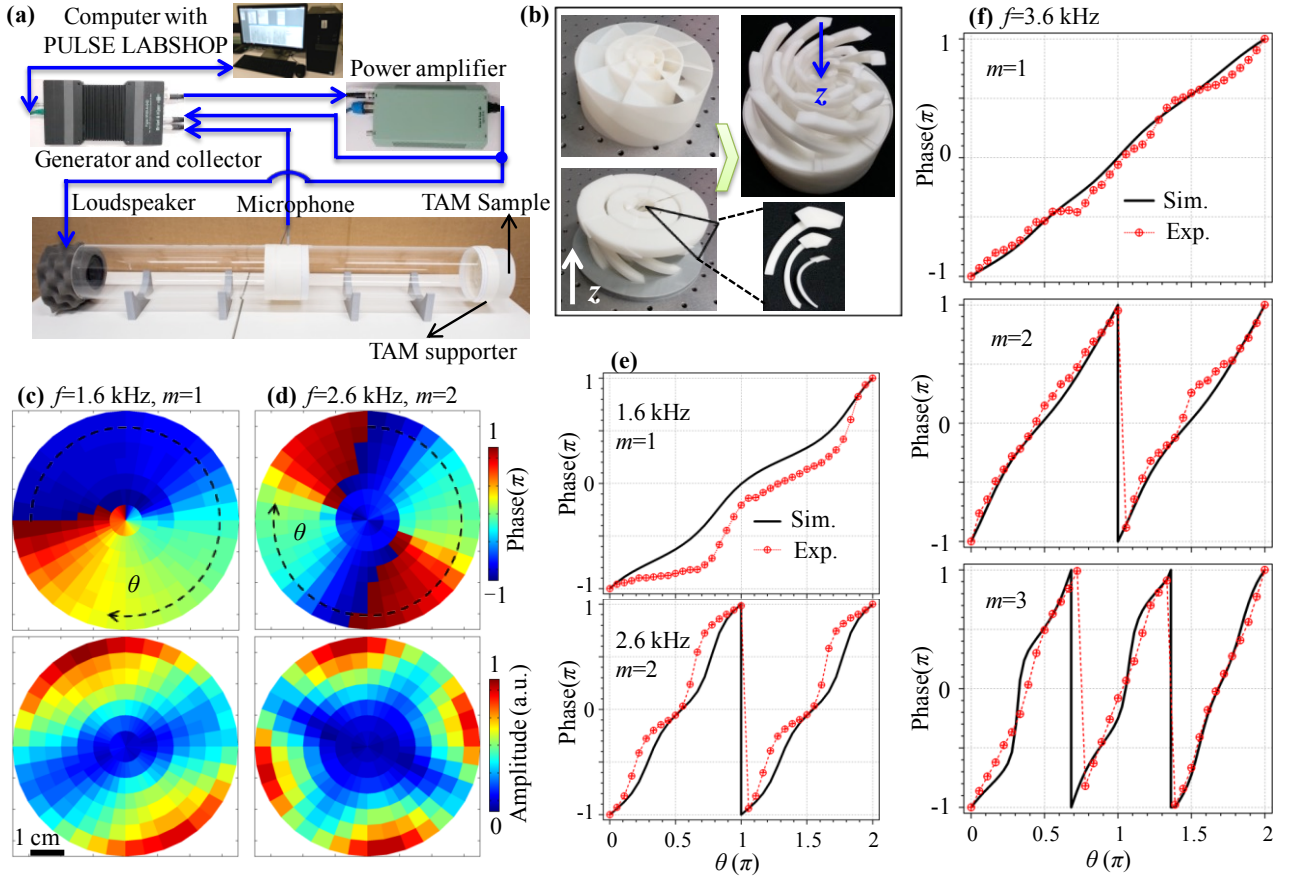 (a)
Computer with
PULSE LABSHOP
Power amplifier
Generator and collector
Loudspeaker
Microphone
TAM Sample
TAM supporter
(b)
z
z
(c) f=1.6 kHz, m=1
θ
(d) f=2.6 kHz, m=2
θ
1
Phase(π)
−1
1
Amplitude (a.u.)
0
1 cm
(e)
1.6 kHz
m=1
Phase(π)
1
0
-1
Sim.
Exp.
2.6 kHz
m=2
Phase(π)
1
0
-1
0 0.5 1 1.5 2
θ (π)
(f) f=3.6 kHz
m=1
Phase(π)
1
0
-1
Sim.
Exp.
m=2
Phase(π)
1
0
-1
m=3
Phase(π)
1
0
-1
0 0.5 1 1.5 2
θ (π)